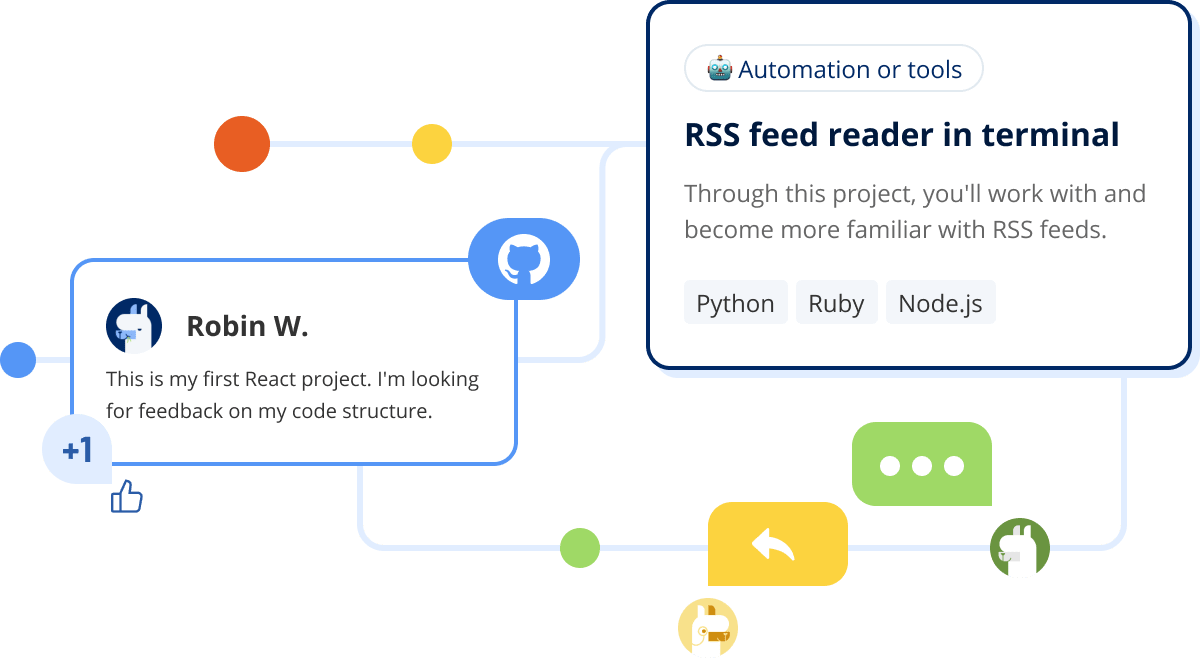 Automation or tools
RSS feed reader in terminal
Through this project, you'll work with and
become more familiar with RSS feeds.
Python Ruby Node.js
Robin W.
This is my first React project. I'm looking
for feedback on my code structure.
+1